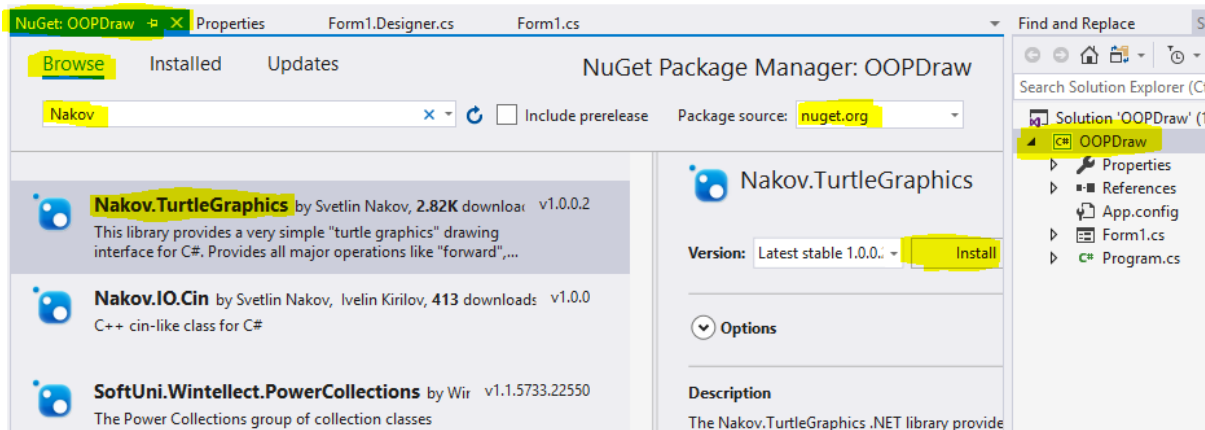 NuGet: OOPDraw Properties Form1.Designer.cs Form1.cs
Browse Installed Updates
NuGet Package Manager: OOPDraw
Nakov
Include prerelease
Package source: nuget.org
Nakov.TurtleGraphics by Svetlin Nakov, 2.82K downloa v1.0.0.2
This library provides a very simple "turtle graphics" drawing
interface for C#. Provides all major operations like "forward",...
Nakov.IO.Cin by Svetlin Nakov, Ivelin Kirilov, 413 downloads v1.0.0
C++ cin-like class for C#
SoftUni.Wintellect.PowerCollections by Wir v1.1.5733.22550
The Power Collections group of collection classes
Nakov.TurtleGraphics
Version: Latest stable 1.0.0. Install
Options
Description
The Nakov.TurtleGraphics .NET library provide
Find and Replace S
Search Solution Explorer (C
Solution 'OOPDraw' (1
C# OOPDraw
Properties
References
App.config
Form1.cs
C# Program.cs